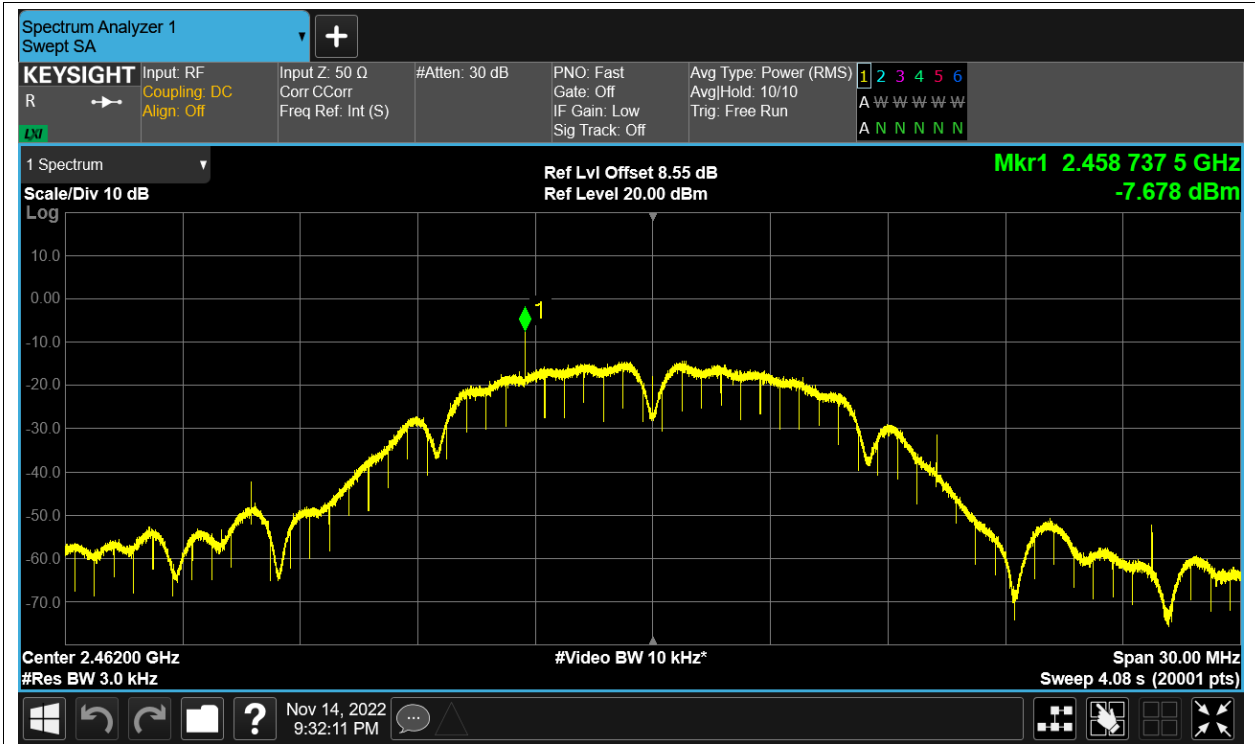 Spectrum Analyzer 1
Swept SA
+
KEYSIGHT
R
LXI
Input: RF
Coupling: DC
Align: Off
Input Z: 50 Ω
Corr CCorr
Freq Ref: Int (S)
#Atten: 30 dB
PNO: Fast
Gate: Off
IF Gain: Low
Sig Track: Off
Avg Type: Power (RMS)
Avg|Hold: 10/10
Trig: Free Run
1 2 3 4 5 6
A W W W W W
A N N N N N
1 Spectrum
Scale/Div 10 dB
Log
Ref Lvl Offset 8.55 dB
Ref Level 20.00 dBm
Mkr1 2.458 737 5 GHz
-7.678 dBm
10.0
0.00
-10.0
-20.0
-30.0
-40.0
-50.0
-60.0
-70.0
1
Center 2.46200 GHz
#Res BW 3.0 kHz
#Video BW 10 kHz*
Span 30.00 MHz
Sweep 4.08 s (20001 pts)
?
Nov 14, 2022
9:32:11 PM